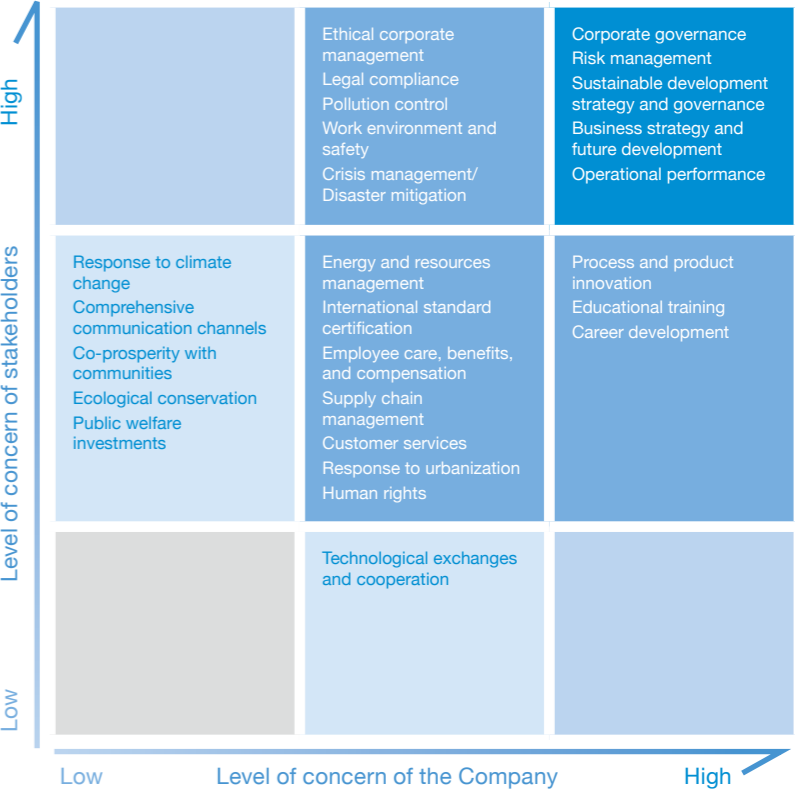 High
Level of concern of stakeholders
Low
Ethical corporate
management
Legal compliance
Pollution control
Work environment and
safety
Crisis management/
Disaster mitigation
Corporate governance
Risk management
Sustainable development
strategy and governance
Business strategy and
future development
Operational performance
Response to climate
change
Comprehensive
communication channels
Co-prosperity with
communities
Ecological conservation
Public welfare
investments
Energy and resources
management
International standard
certification
Employee care, benefits,
and compensation
Supply chain
management
Customer services
Response to urbanization
Human rights
Process and product
innovation
Educational training
Career development
Technological exchanges
and cooperation
Low
Level of concern of the Company
High